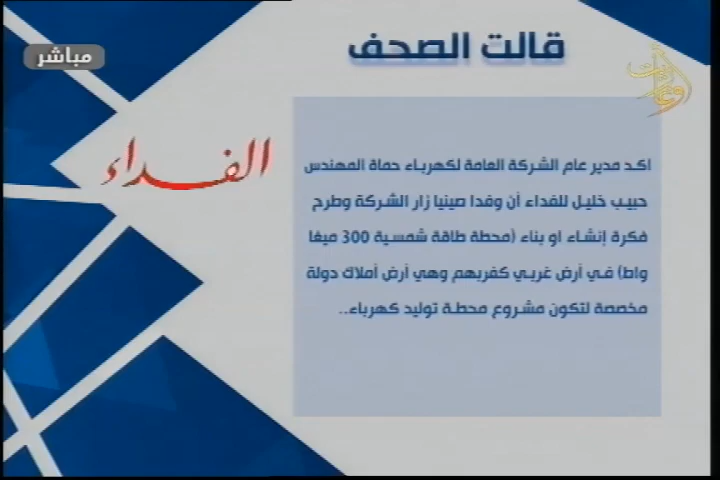 قالت الصحف
مباشر
الفداء
اكد مدير عام الشركة العامة لكهرباء حماة المهندس
حبيب خليل للفداء أن وفدا صينيا زار الشركة وطرح
فكرة إنشاء او بناء (محطة طاقة شمسية 300 ميغا
واط) في أرض غربي كفربهم وهي أرض أملاك دولة
مخصصة لتكون مشروع محطة توليد كهرباء..